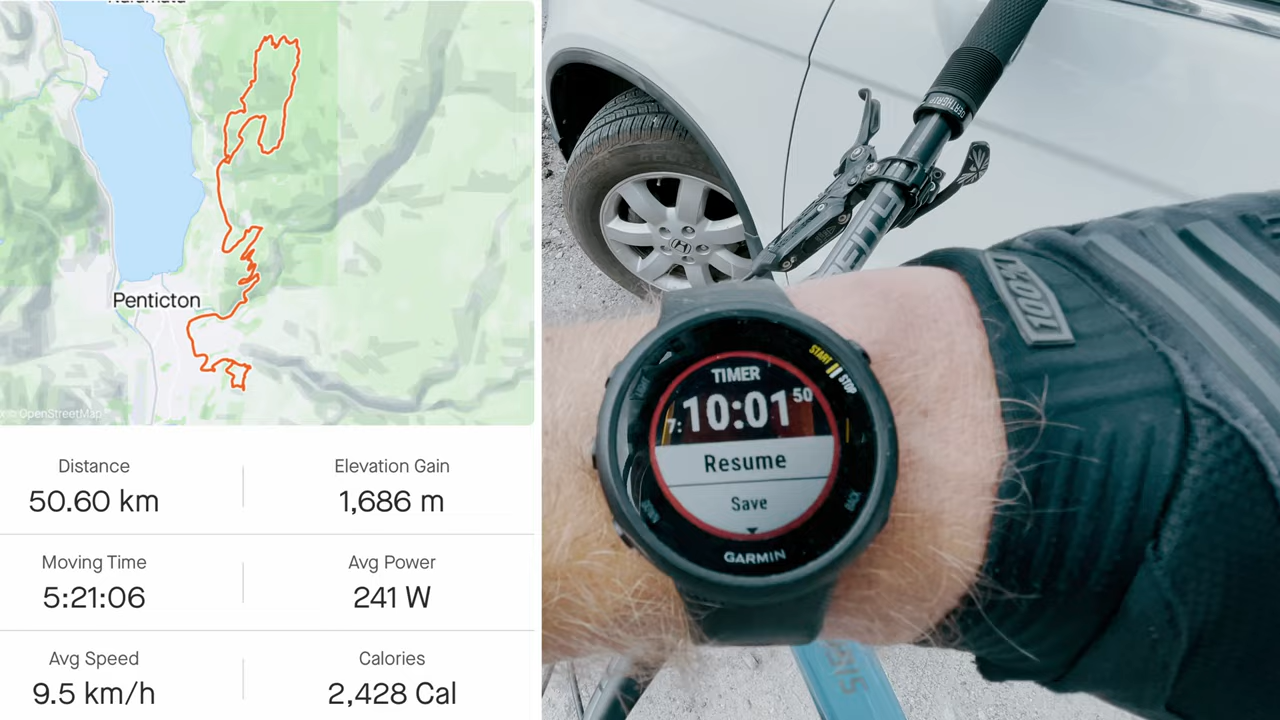 Naramata
Penticton
© OpenStreetMap
Distance
50.60 km
Elevation Gain
1,686 m
Moving Time
5:21:06
Avg Power
241 W
Avg Speed
9.5 km/h
Calories
2,428 Cal
START
STOP
TIMER
7:10:01 50
Resume
Save
BACK
GARMIN
100%